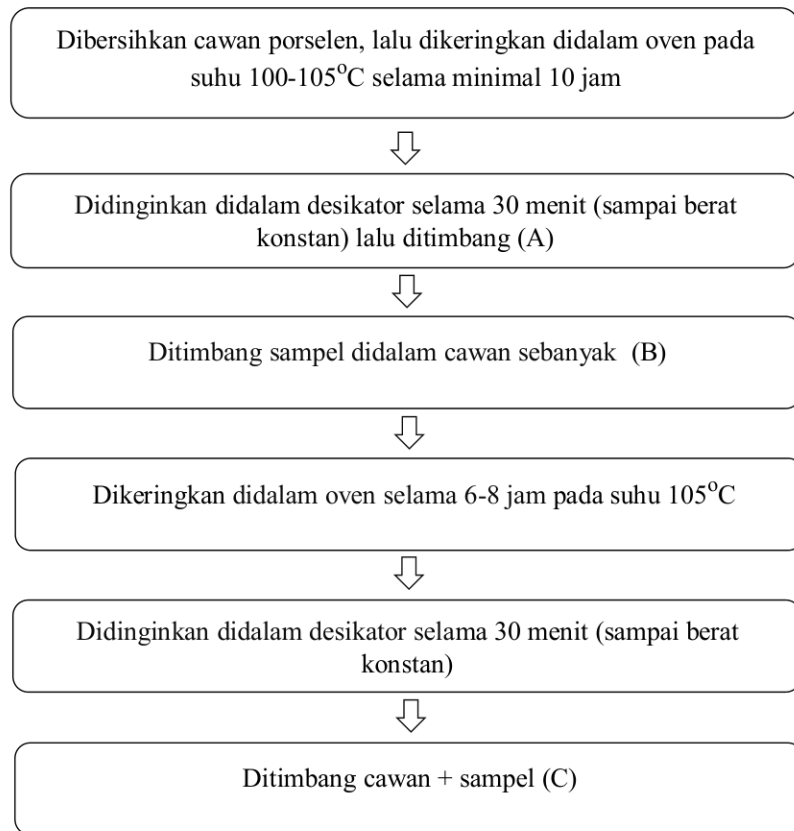 Dibersihkan cawan porselen, lalu dikeringkan didalam oven pada
suhu 100-105°C selama minimal 10 jam
Didinginkan didalam desikator selama 30 menit (sampai berat
konstan) lalu ditimbang (A)
Ditimbang sampel didalam cawan sebanyak (B)
Dikeringkan didalam oven selama 6-8 jam pada suhu 105°C
Didinginkan didalam desikator selama 30 menit (sampai berat
konstan)
Ditimbang cawan + sampel (C)